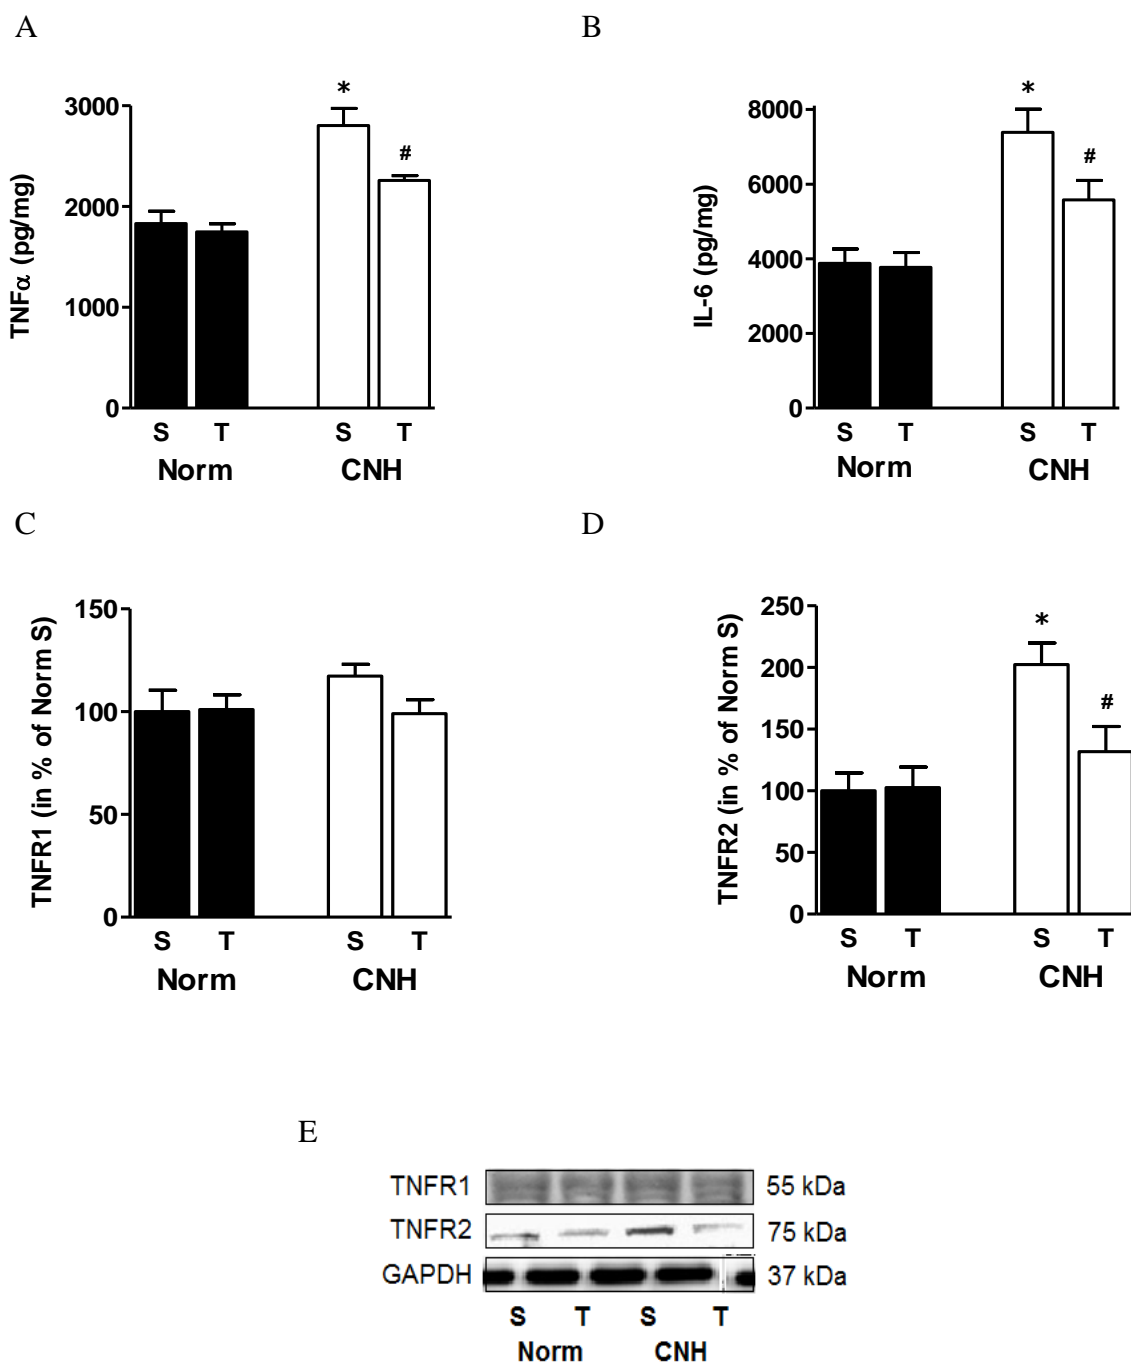 A
B
TNFα (pg/mg)
3000
2000
1000
0
*
#
S T S T
Norm CNH
IL-6 (pg/mg)
8000
6000
4000
2000
0
*
#
S T S T
Norm CNH
C
D
TNFR1 (in % of Norm S)
150
100
50
0
S T S T
Norm CNH
TNFR2 (in % of Norm S)
250
200
150
100
50
0
*
#
S T S T
Norm CNH
E
TNFR1 55 kDa
TNFR2 75 kDa
GAPDH 37 kDa
S T S T
Norm CNH